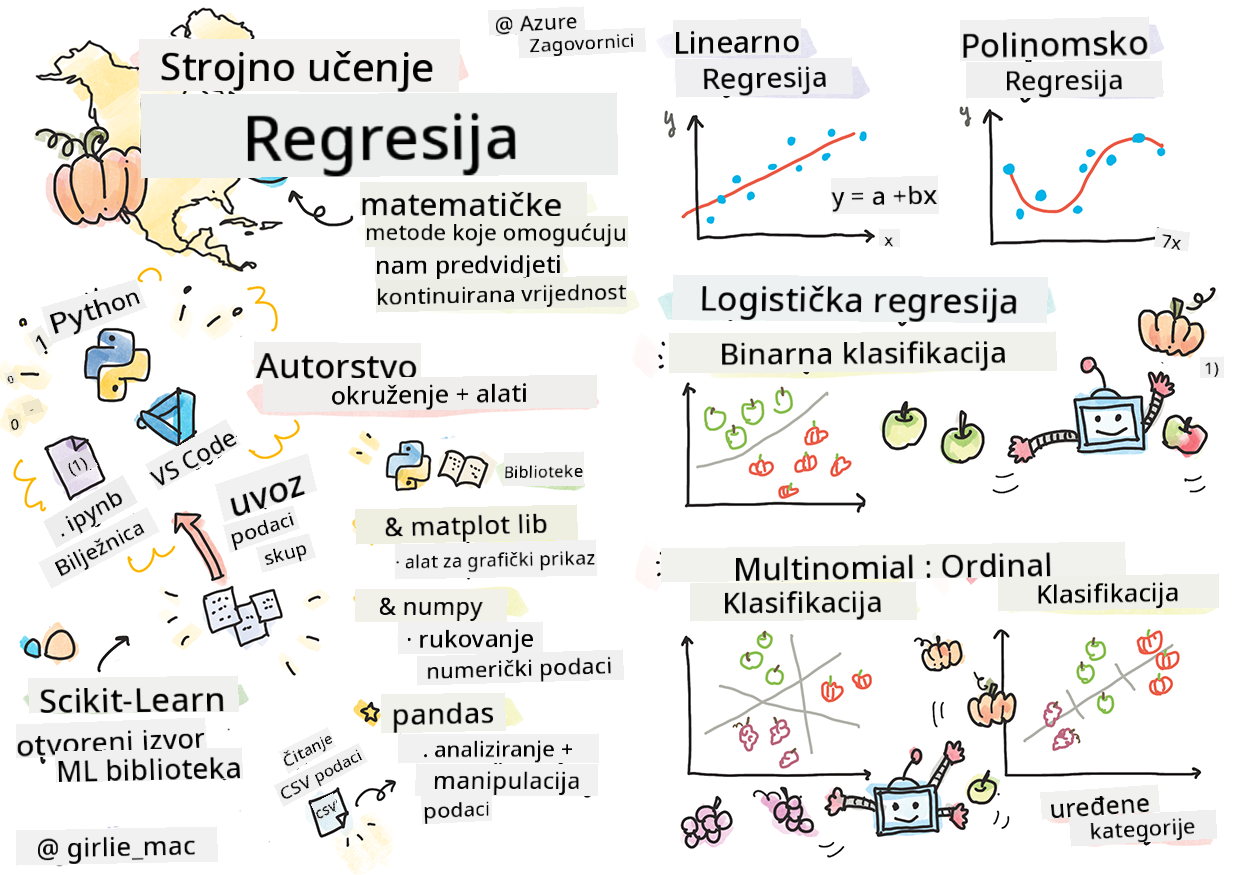 @ Azure
Zagovornici
Strojno učenje
Regresija
matematičke
metode koje omogućuju
nam predvidjeti
kontinuirana vrijednost
1 Python
VS Code
(1)
. ipynb
Bilježnica
uvoz
podaci
skup
Scikit-Learn
otvoreni izvor
ML biblioteka
@ girlie_mac
Autorstvo
okruženje + alati
Biblioteke
& matplot lib
· alat za grafički prikaz
& numpy
· rukovanje
numerički podaci
pandas
. analiziranje +
manipulacija
podaci
Čitanje
CSV podaci
CSV
Linearno
Regresija
y
y = a +bx
x
Polinomsko
Regresija
y
7x
Logistička regresija
Binarna klasifikacija
1)
Multinomial : Ordinal
Klasifikacija
Klasifikacija
uređene
kategorije